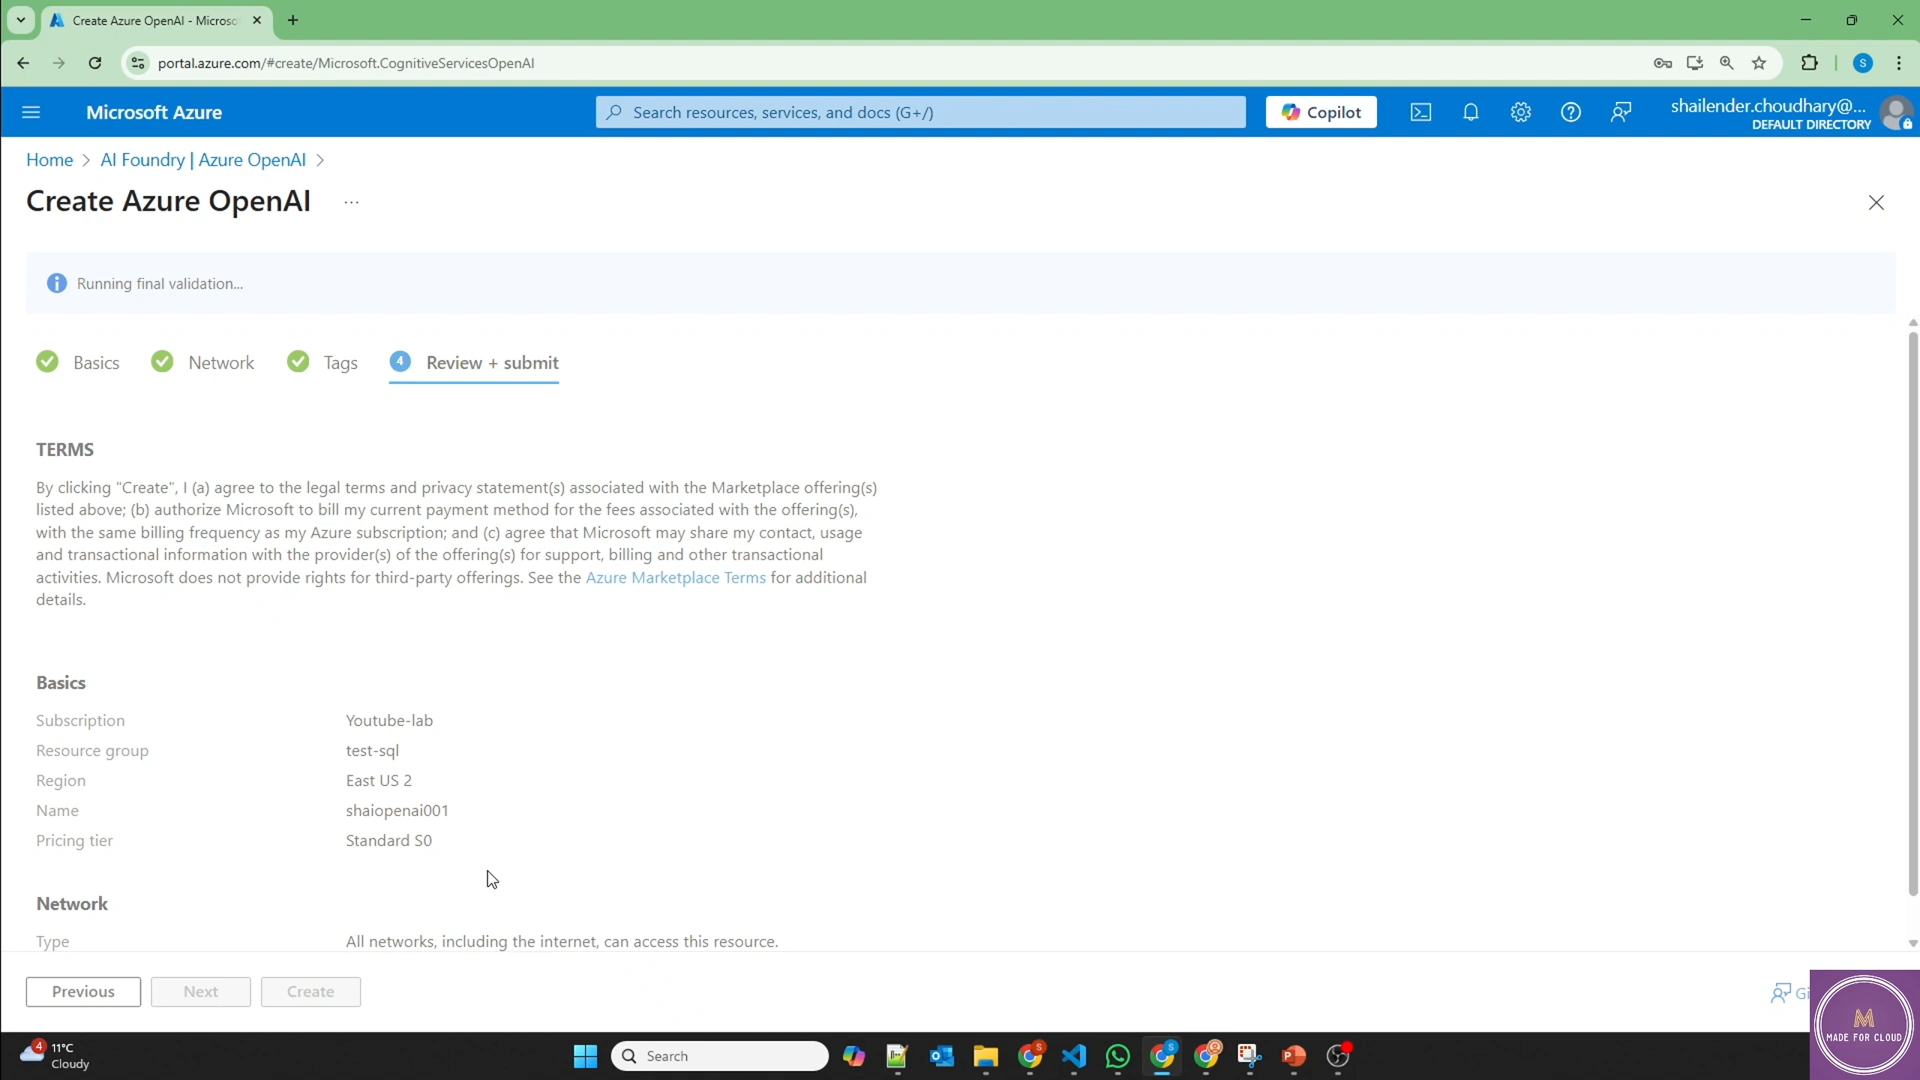 Create Azure OpenAI - Microso
portal.azure.com/#create/Microsoft.CognitiveServicesOpenAI
S
Microsoft Azure
Search resources, services, and docs (G+/)
Copilot
shailender.choudhary@...
DEFAULT DIRECTORY
Home > AI Foundry | Azure OpenAI >
Create Azure OpenAI ...
Running final validation...
Basics
Network
Tags
4 Review + submit
TERMS
By clicking "Create", I (a) agree to the legal terms and privacy statement(s) associated with the Marketplace offering(s)
listed above; (b) authorize Microsoft to bill my current payment method for the fees associated with the offering(s),
with the same billing frequency as my Azure subscription; and (c) agree that Microsoft may share my contact, usage
and transactional information with the provider(s) of the offering(s) for support, billing and other transactional
activities. Microsoft does not provide rights for third-party offerings. See the Azure Marketplace Terms for additional
details.
Basics
Subscription Youtube-lab
Resource group test-sql
Region East US 2
Name shaiopenai001
Pricing tier Standard S0
Network
Type All networks, including the internet, can access this resource.
Previous
Next
Create
Gi
M
MADE FOR CLOUD
4
11°C
Cloudy
Search